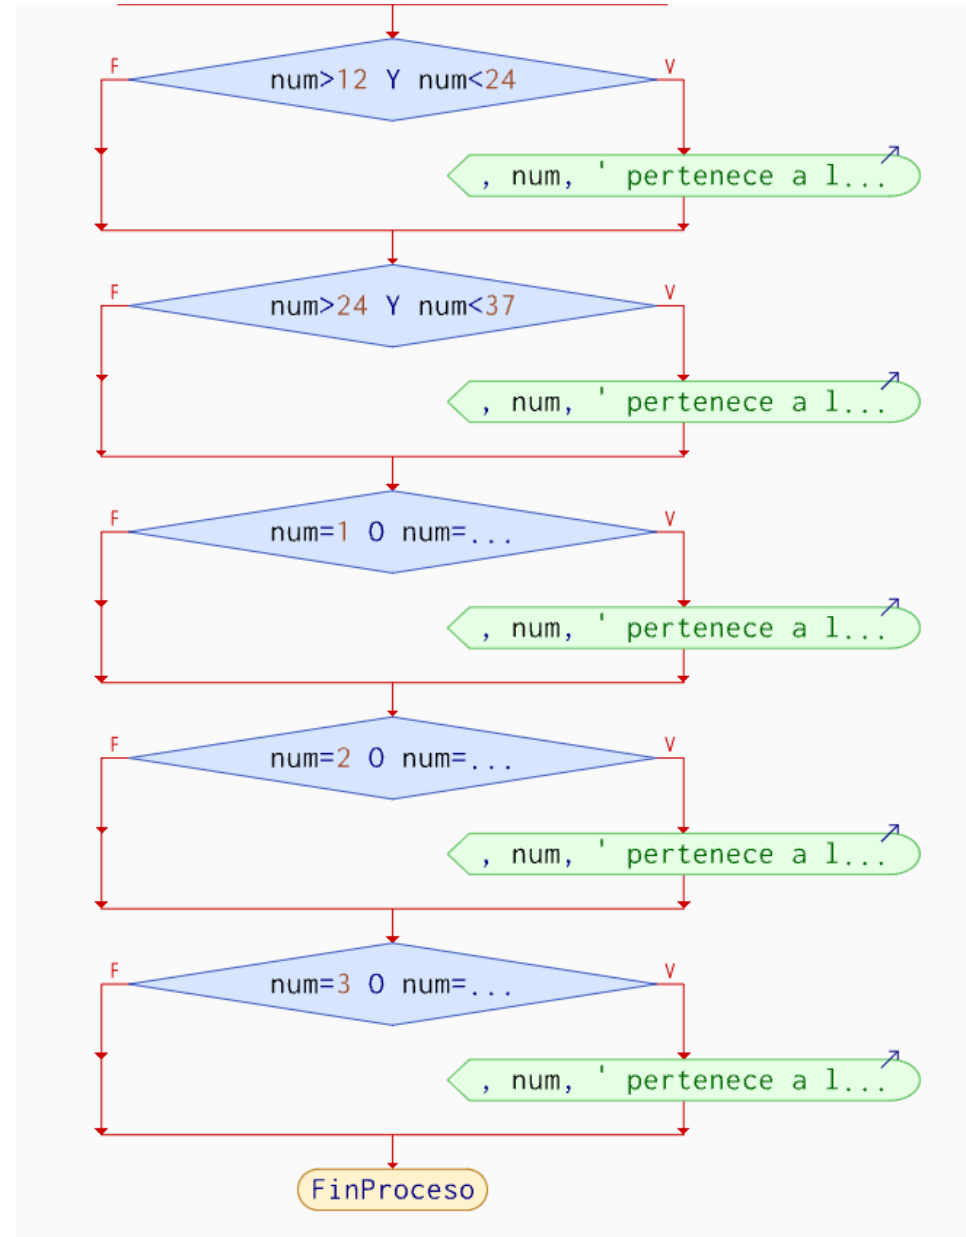 num>12 Y num<24
F
V
, num, ' pertenece a l...
num>24 Y num<37
F
V
, num, ' pertenece a l...
num=1 O num=...
F
V
, num, ' pertenece a l...
num=2 O num=...
F
V
, num, ' pertenece a l...
num=3 O num=...
F
V
, num, ' pertenece a l...
FinProceso